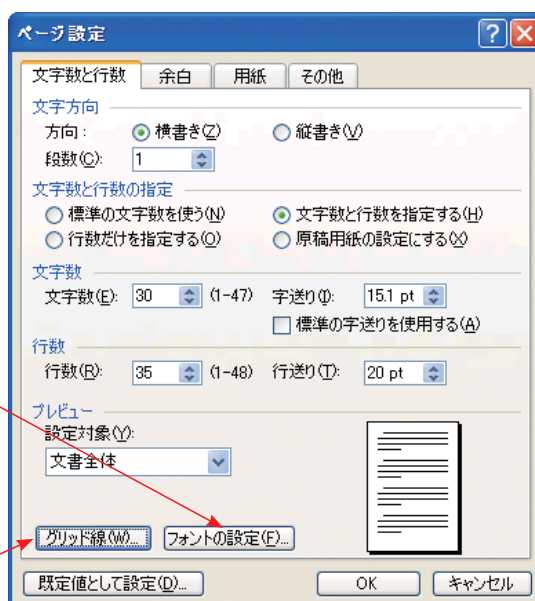 ページ設定
文字数と行数 余白 用紙 その他
文字方向
方向: 横書き(Z) 縦書き(V)
段数(C): 1
文字数と行数の指定
標準の文字数を使う(N) 文字数と行数を指定する(H)
行数だけを指定する(O) 原稿用紙の設定にする(X)
文字数
文字数(E): 30 (1-47) 字送り(I): 15.1 pt
標準の字送りを使用する(A)
行数
行数(R): 35 (1-48) 行送り(T): 20 pt
プレビュー
設定対象(Y):
文書全体
グリッド線(W)... フォントの設定(F)...
既定値として設定(D)... OK キャンセル